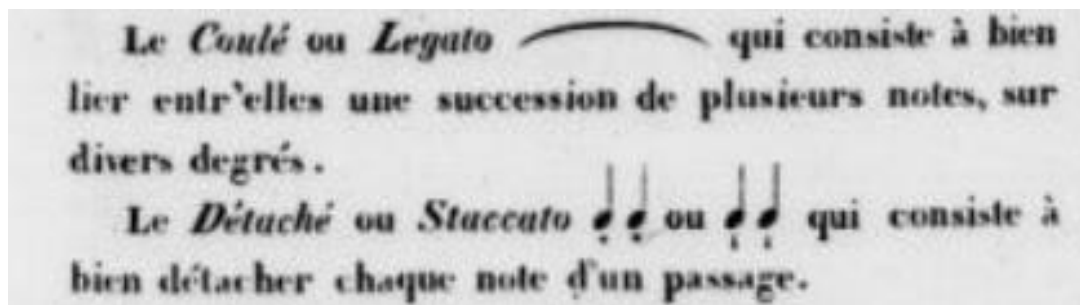 Le Coulé ou Legato qui consiste à bien
lier entr'elles une succession de plusieurs notes, sur
divers degrés.
Le Détaché ou Staccato ou qui consiste à
bien détacher chaque note d'un passage.